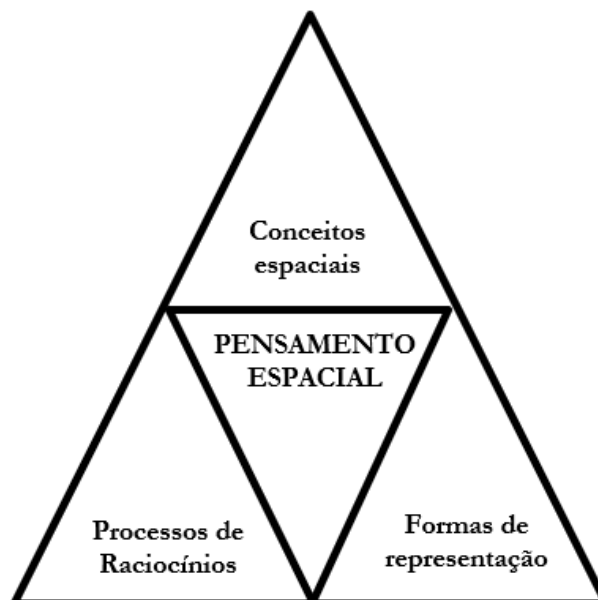 Conceitos
espaciais
PENSAMENTO
ESPACIAL
Processos de
Raciocínios
Formas de
representação